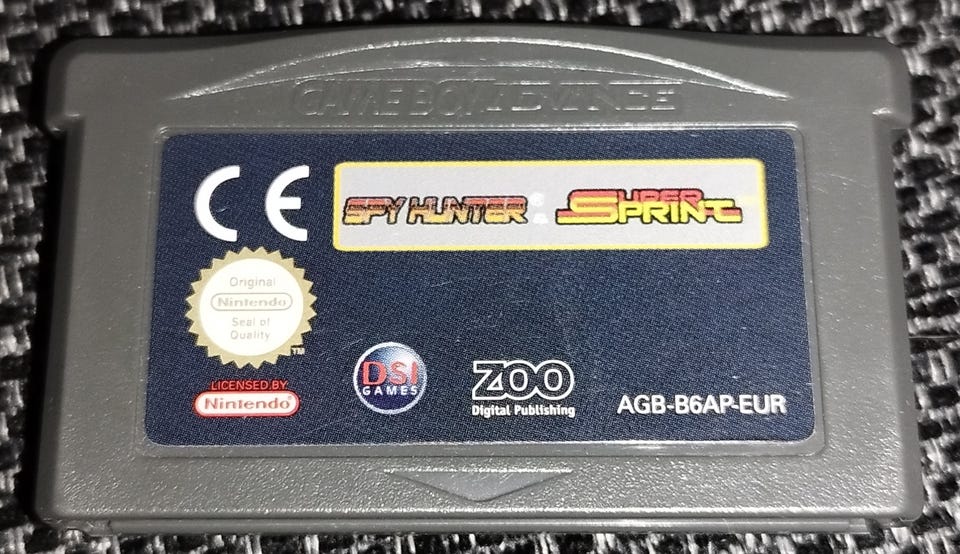 GAME BOY ADVANCE
CE
SPY HUNTER & SUPER SPRINT
Original
Nintendo
Seal of
Quality
TM
LICENSED BY
Nintendo
DSI
GAMES
ZOO
Digital Publishing
AGB-B6AP-EUR